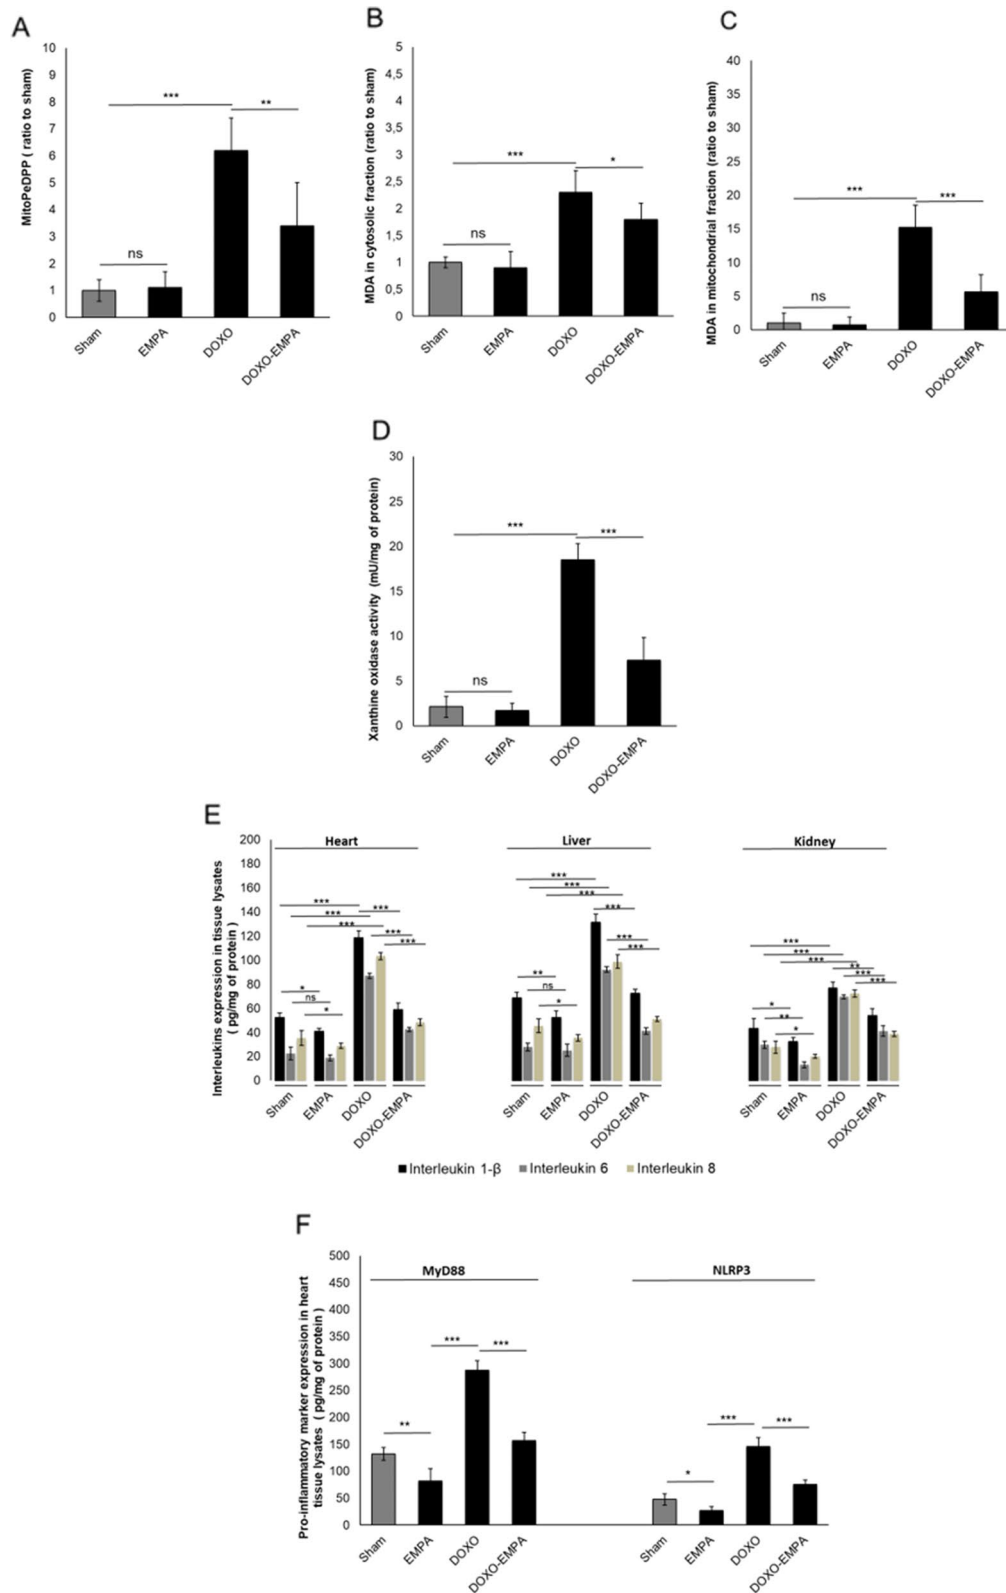 A
MitoPeDPP ( ratio to sham)
10
9
8
7
6
5
4
3
2
1
0
***
**
ns
Sham
EMPA
DOXO
DOXO-EMPA
B
MDA in cytosolic fraction (ratio to sham)
5
4,5
4
3,5
3
2,5
2
1,5
1
0,5
0
***
*
ns
Sham
EMPA
DOXO
DOXO-EMPA
C
MDA in mitochondrial fraction (ratio to sham)
40
35
30
25
20
15
10
5
0
***
***
ns
Sham
EMPA
DOXO
DOXO-EMPA
D
Xanthine oxidase activity (mU/mg of protein)
30
25
20
15
10
5
0
***
***
ns
Sham
EMPA
DOXO
DOXO-EMPA
E
Interleukins expression in tissue lysates
( pg/mg of protein )
200
180
160
140
120
100
80
60
40
20
0
Heart
***
***
***
***
***
***
*
ns
*
Sham
EMPA
DOXO
DOXO-EMPA
Liver
***
***
***
***
***
***
**
ns
*
Sham
EMPA
DOXO
DOXO-EMPA
Kidney
***
***
***
**
***
***
*
**
*
Sham
EMPA
DOXO
DOXO-EMPA
Interleukin 1-β Interleukin 6 Interleukin 8
F
Pro-inflammatory marker expression in heart
tissue lysates ( pg/mg of protein )
500
450
400
350
300
250
200
150
100
50
0
MyD88
***
***
**
Sham
EMPA
DOXO
DOXO-EMPA
NLRP3
***
***
*
Sham
EMPA
DOXO
DOXO-EMPA